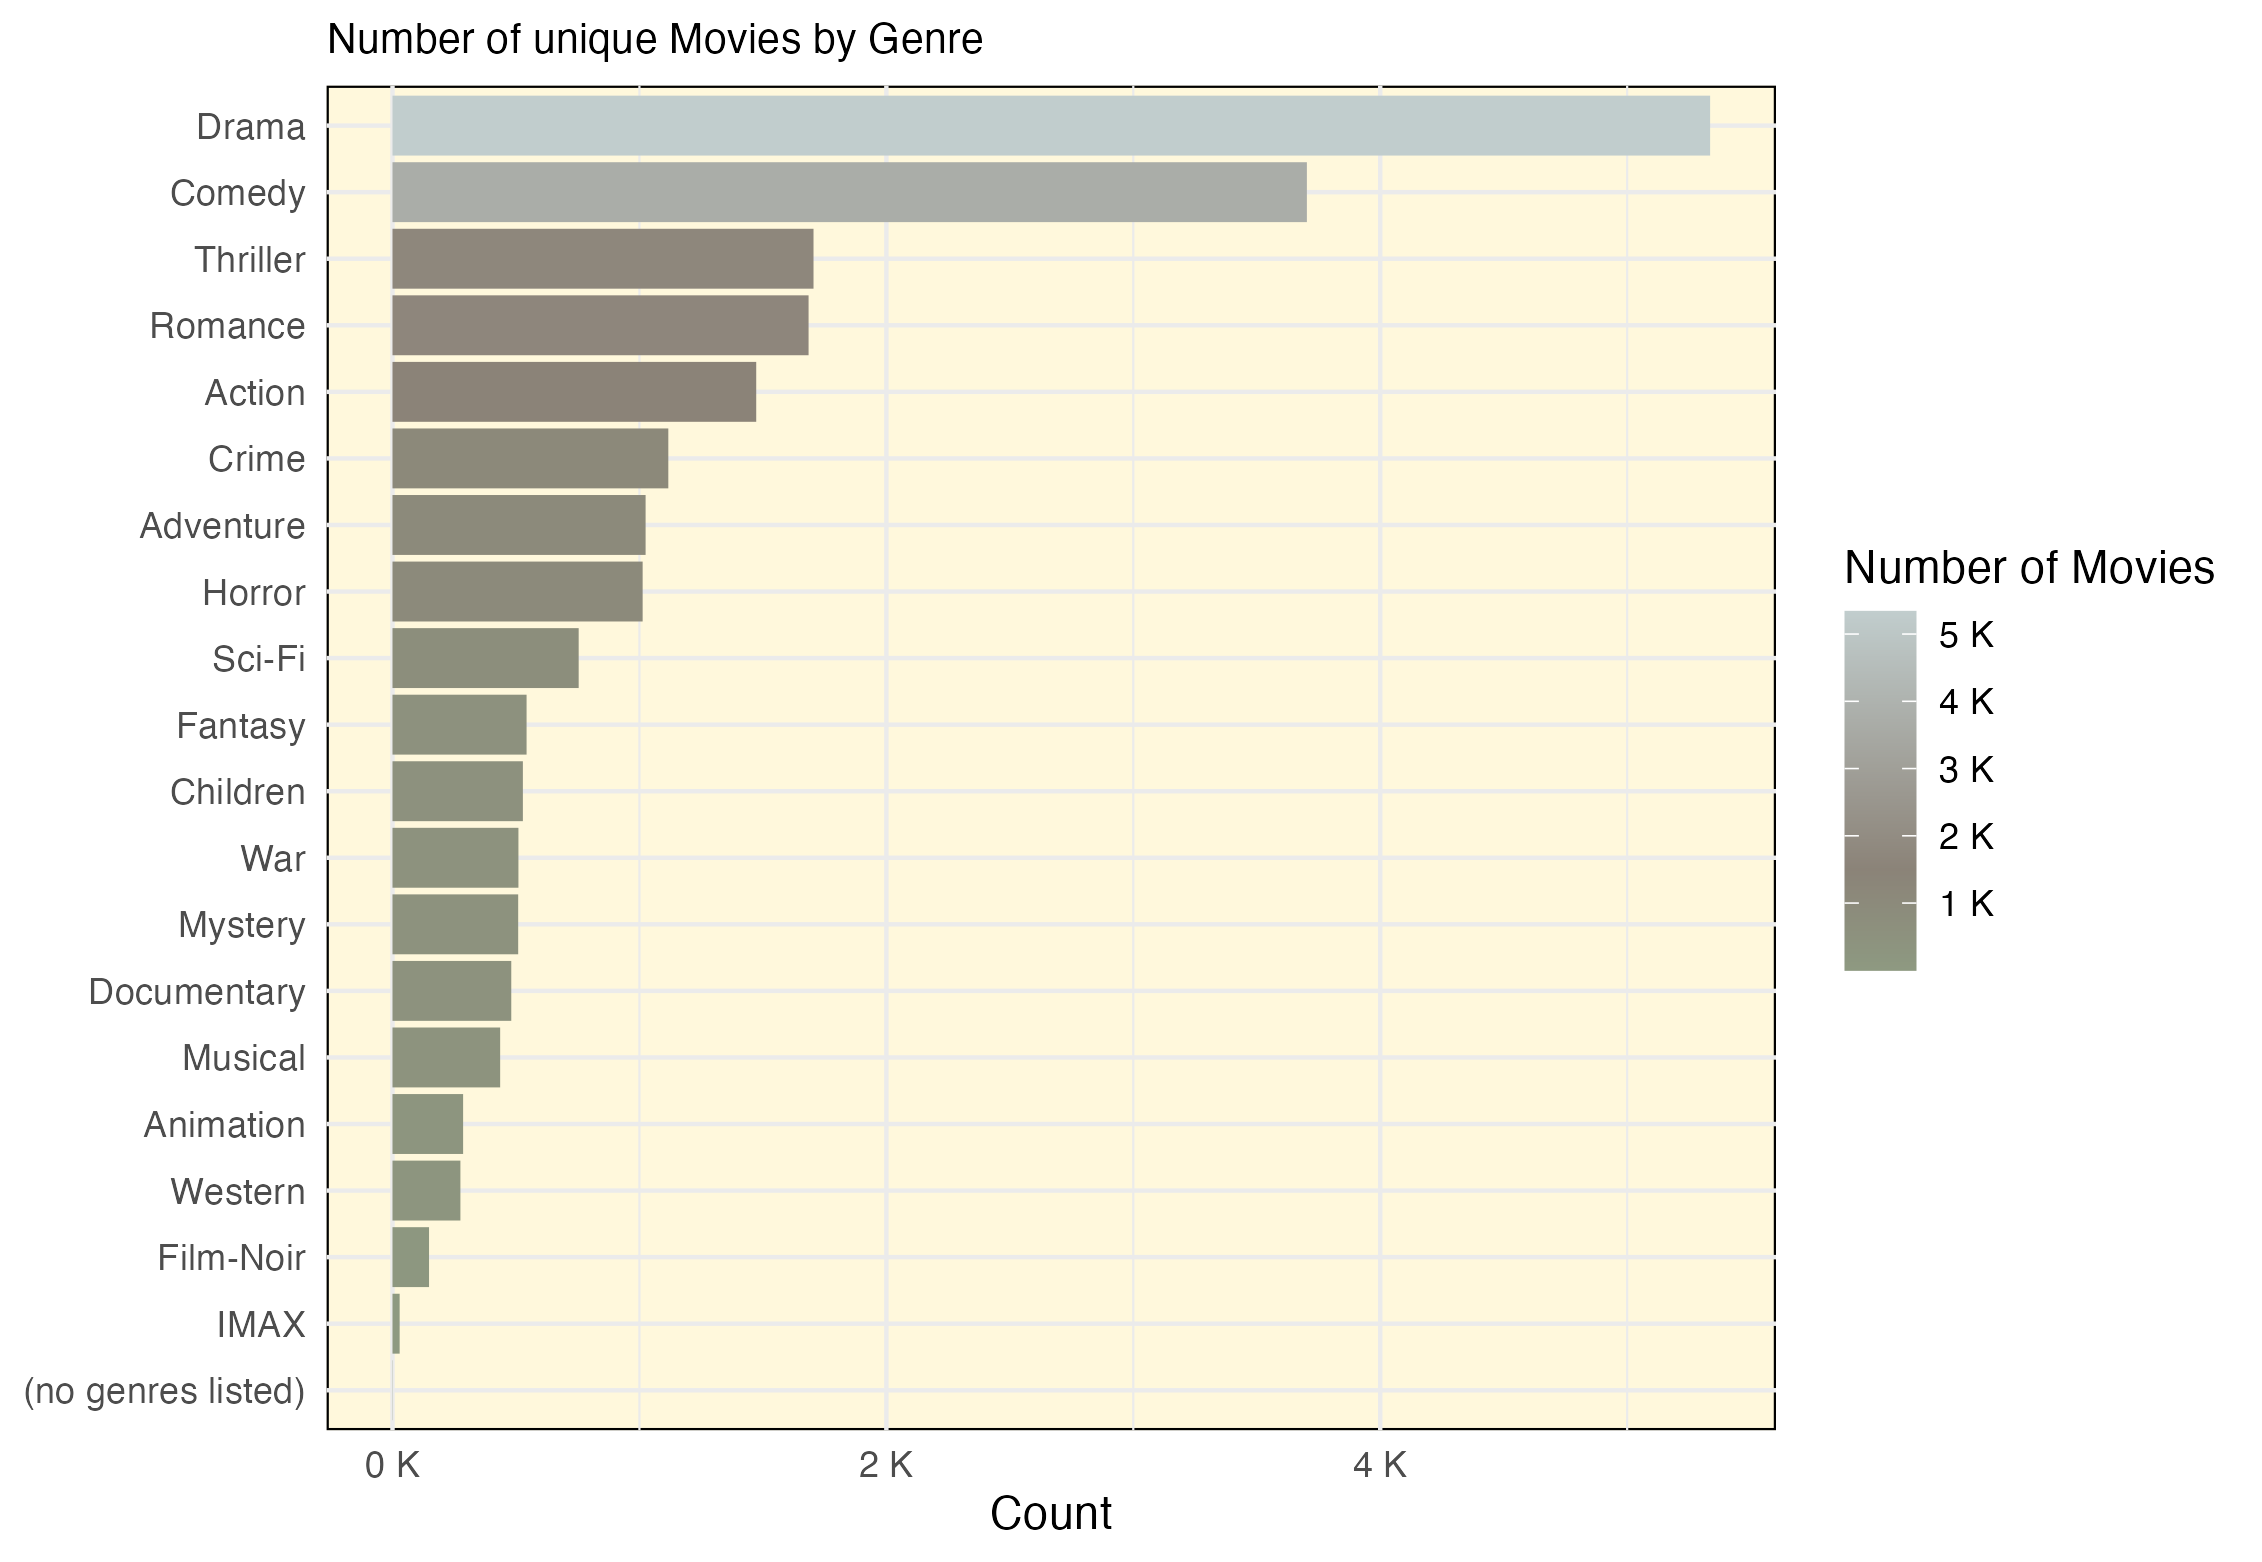 Number of unique Movies by Genre
Drama
Comedy
Thriller
Romance
Action
Crime
Adventure
Horror
Sci-Fi
Fantasy
Children
War
Mystery
Documentary
Musical
Animation
Western
Film-Noir
IMAX
(no genres listed)
0 K 2 K 4 K
Count
Number of Movies
5 K
4 K
3 K
2 K
1 K